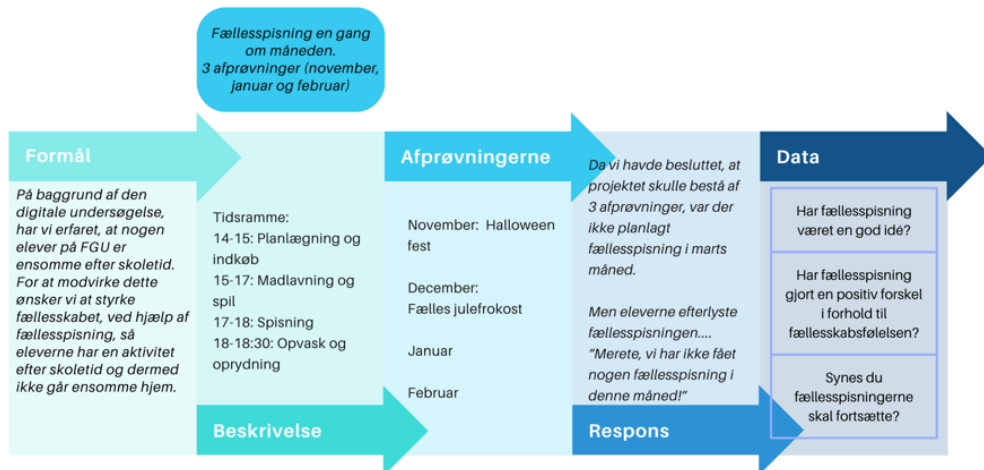 Fællesspisning en gang
om måneden.
3 afprøvninger (november,
januar og februar)
Formål
På baggrund af den
digitale undersøgelse,
har vi erfaret, at nogen
elever på FGU er
ensomme efter skoletid.
For at modvirke dette
ønsker vi at styrke
fællesskabet, ved hjælp af
fællesspisning, så
eleverne har en aktivitet
efter skoletid og dermed
ikke går ensomme hjem.
Tidsramme:
14-15: Planlægning og
indkøb
15-17: Madlavning og
spil
17-18: Spisning
18-18:30: Opvask og
oprydning
Beskrivelse
Afprøvningerne
November: Halloween
fest
December:
Fælles julefrokost
Januar
Februar
Da vi havde besluttet, at
projektet skulle bestå af
3 afprøvninger, var der
ikke planlagt
fællesspisning i marts
måned.
Men eleverne efterlyste
fællesspisningen....
"Merete, vi har ikke fået
nogen fællesspisning i
denne måned!"
Respons
Data
Har fællesspisning
været en god idé?
Har fællesspisning
gjort en positiv forskel
i forhold til
fællesskabsfølelsen?
Synes du
fællesspisningerne
skal fortsætte?